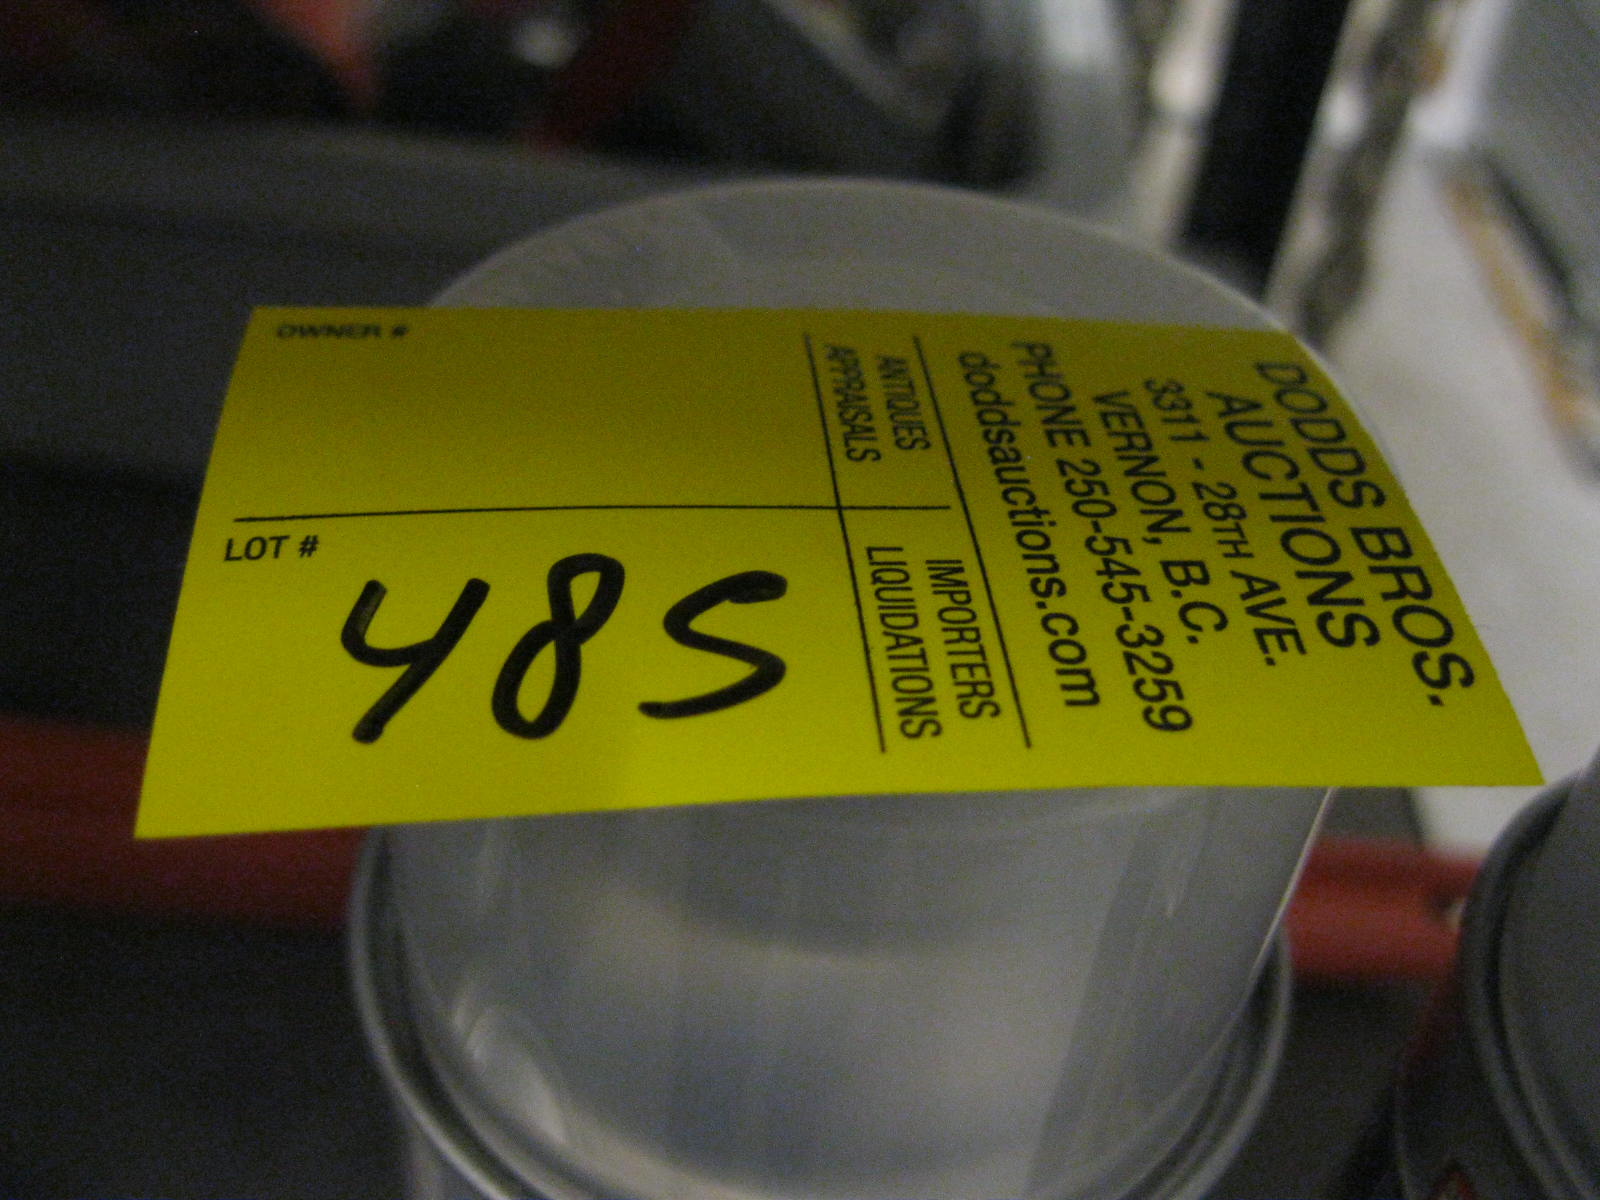 DODDS BROS.
AUCTIONS
3311 - 28TH AVE.
VERNON, B.C.
PHONE 250-545-3259
doddsauctions.com
ANTIQUES
APPRASALS
IMPORTERS
LIQUIDATIONS
OWNER #
LOT #
485